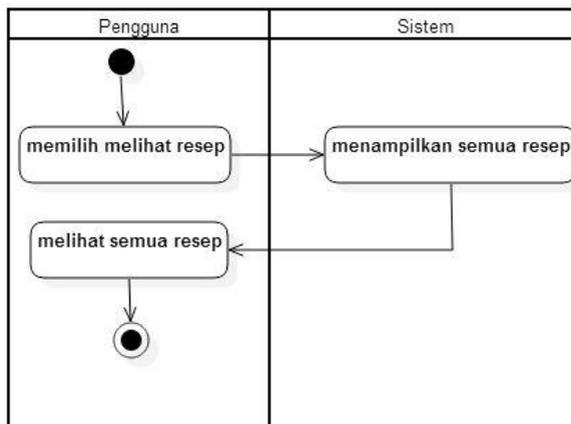 Pengguna
Sistem
memilih melihat resep
menampilkan semua resep
melihat semua resep